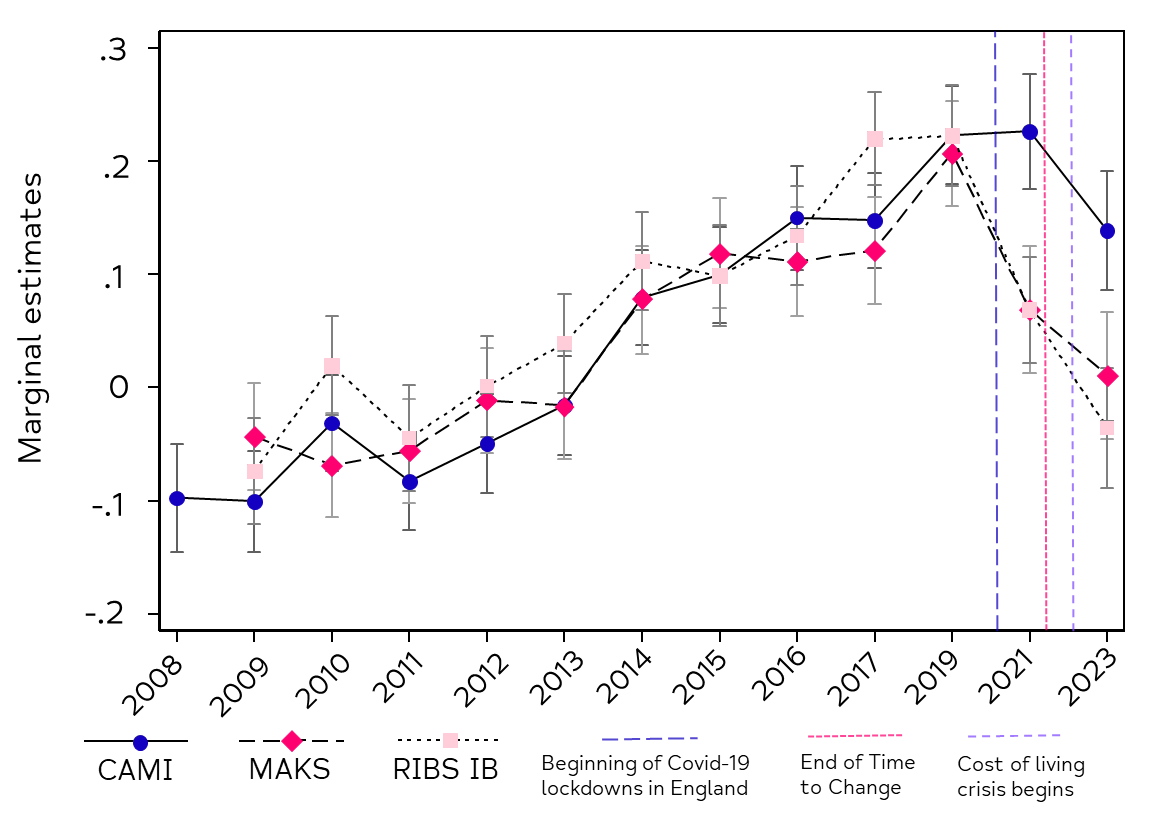 Marginal estimates
.3
.2
.1
0
-.1
-.2
2008 2009 2010 2011 2012 2013 2014 2015 2016 2017 2019 2021 2023
CAMI
MAKS
RIBS IB
Beginning of Covid-19
lockdowns in England
End of Time
to Change
Cost of living
crisis begins